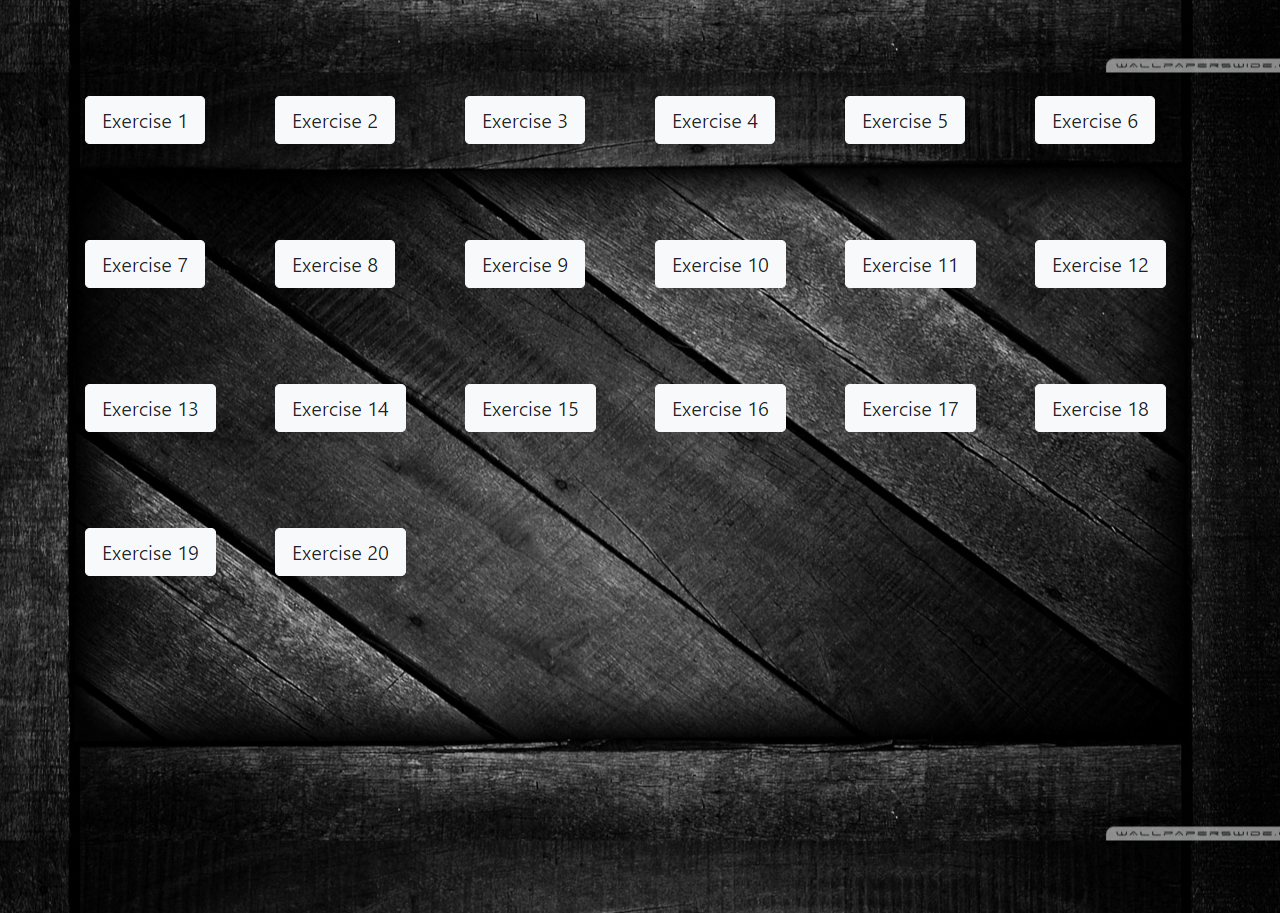 WALLPAPERSWIDE.
Exercise 1 Exercise 2 Exercise 3 Exercise 4 Exercise 5 Exercise 6
Exercise 7 Exercise 8 Exercise 9 Exercise 10 Exercise 11 Exercise 12
Exercise 13 Exercise 14 Exercise 15 Exercise 16 Exercise 17 Exercise 18
Exercise 19 Exercise 20
WALLPAPERSWIDE.